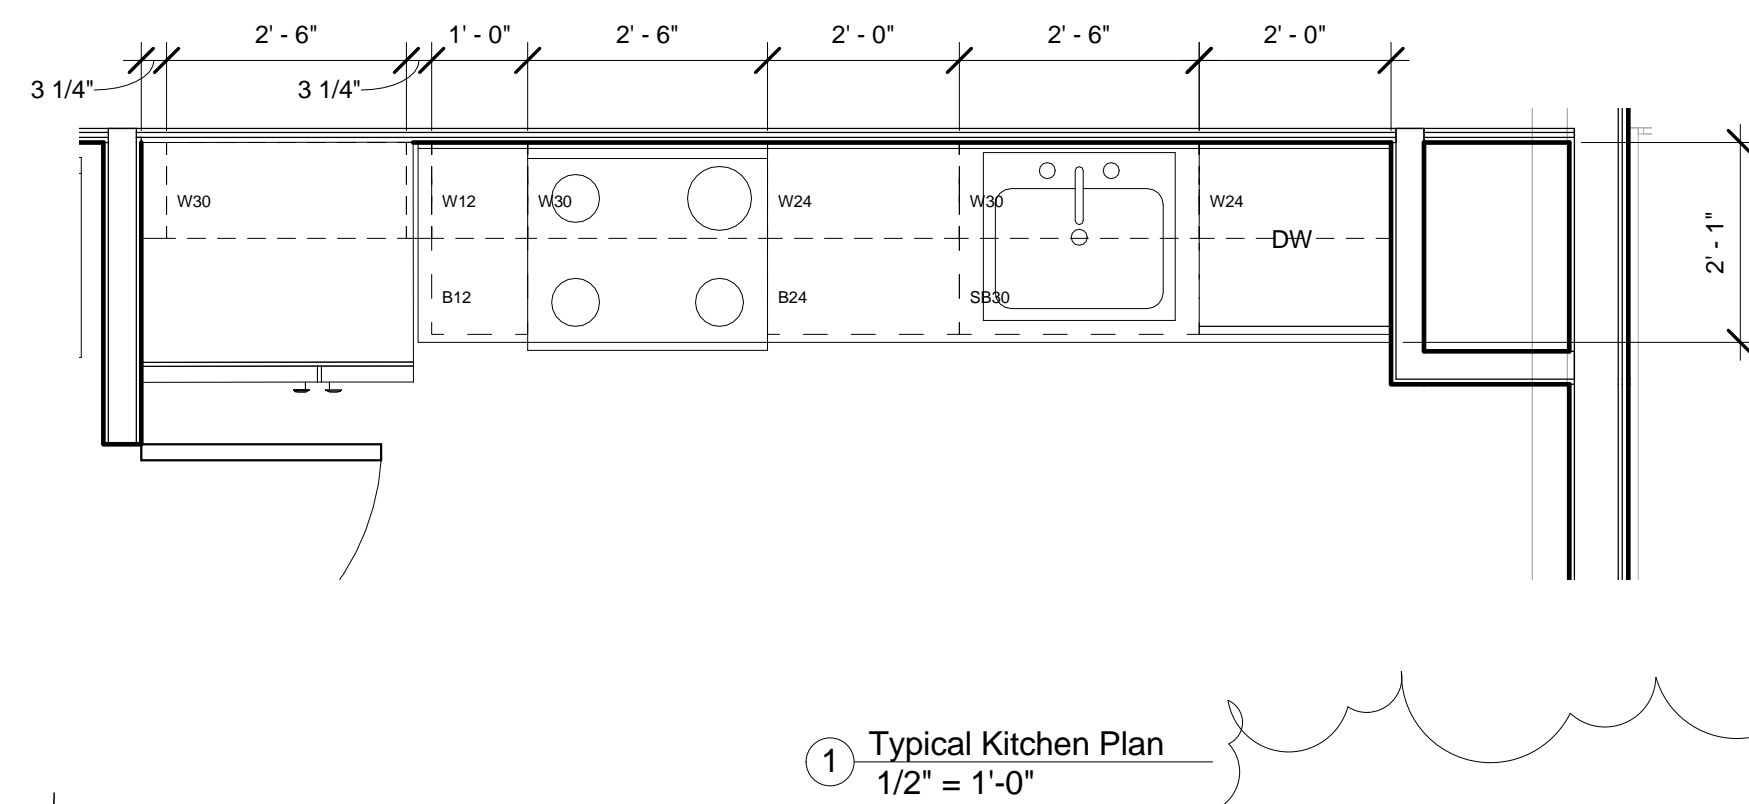 2' - 6" 1' - 0" 2' - 6" 2' - 0" 2' - 6" 2' - 0"
3 1/4" 3 1/4"
W30 W12 W30 W24 W30 W24
2' - 1"
DW
B12 B24 SB30
1 Typical Kitchen Plan
1/2" = 1'-0"